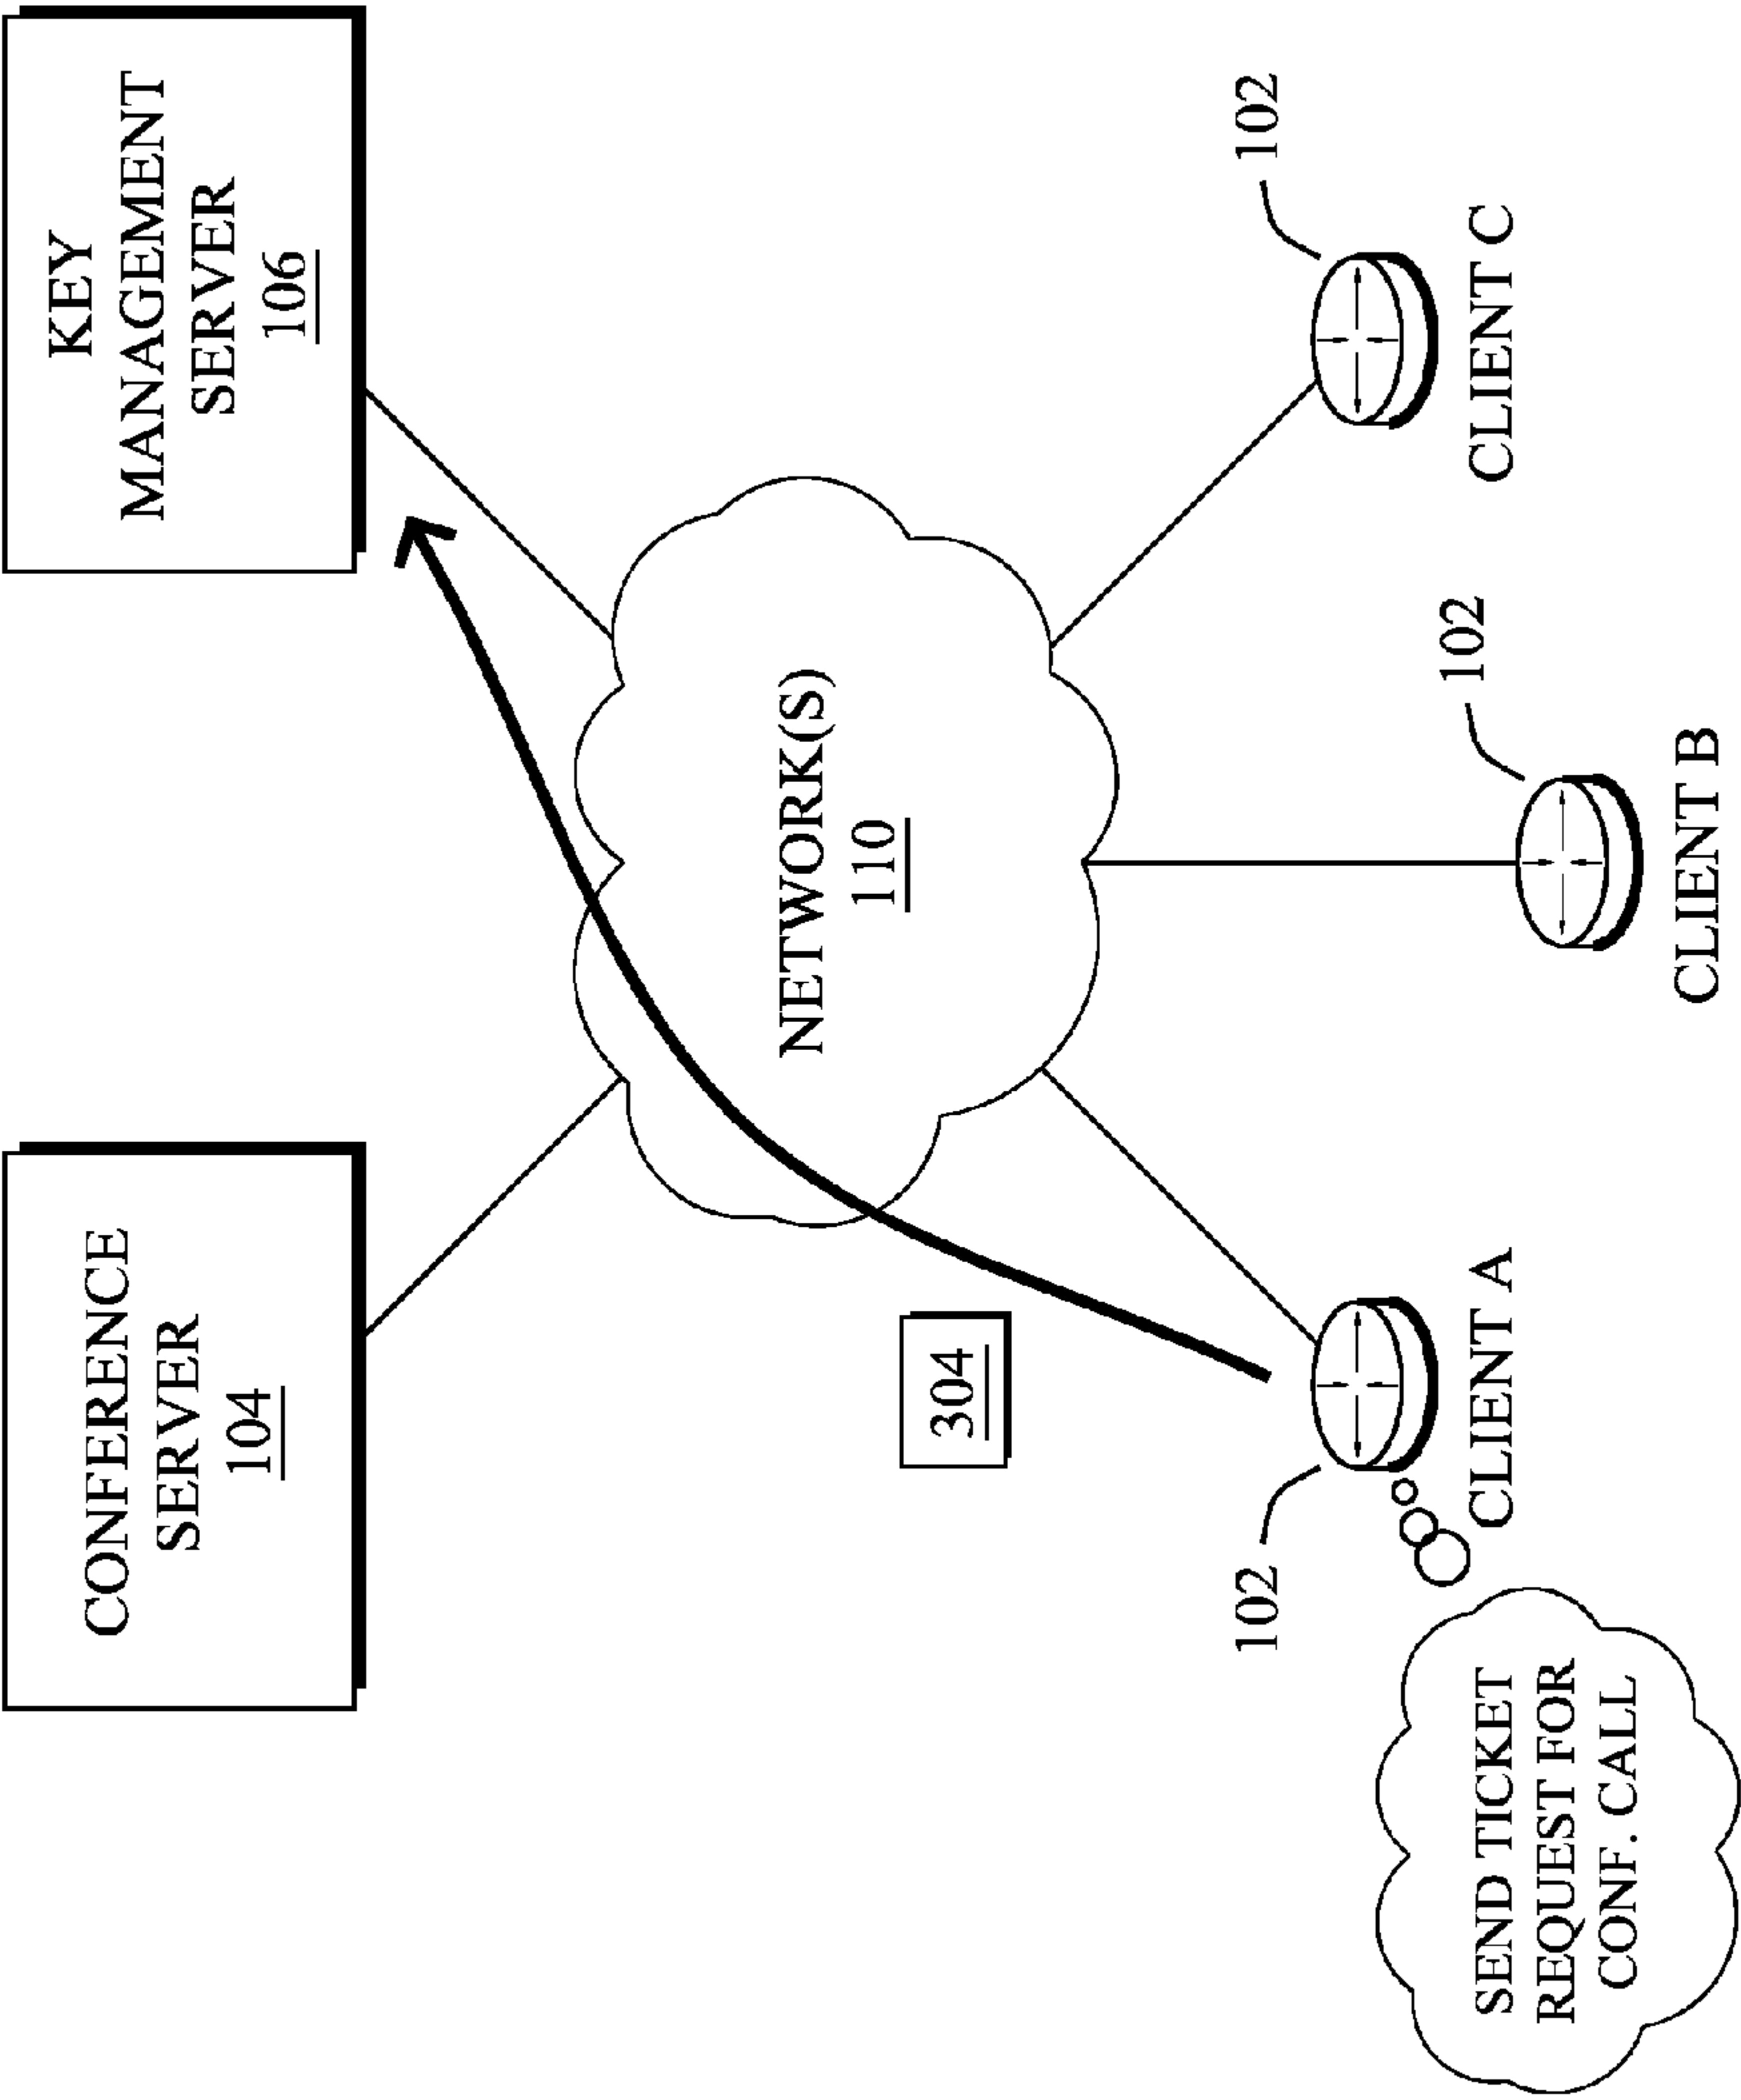 CONFERENCE
SERVER
104
KEY
MANAGEMENT
SERVER
106
NETWORK(S)
110
304
102
CLIENT A
102
CLIENT B
102
CLIENT C
SEND TICKET
REQUEST FOR
CONF. CALL